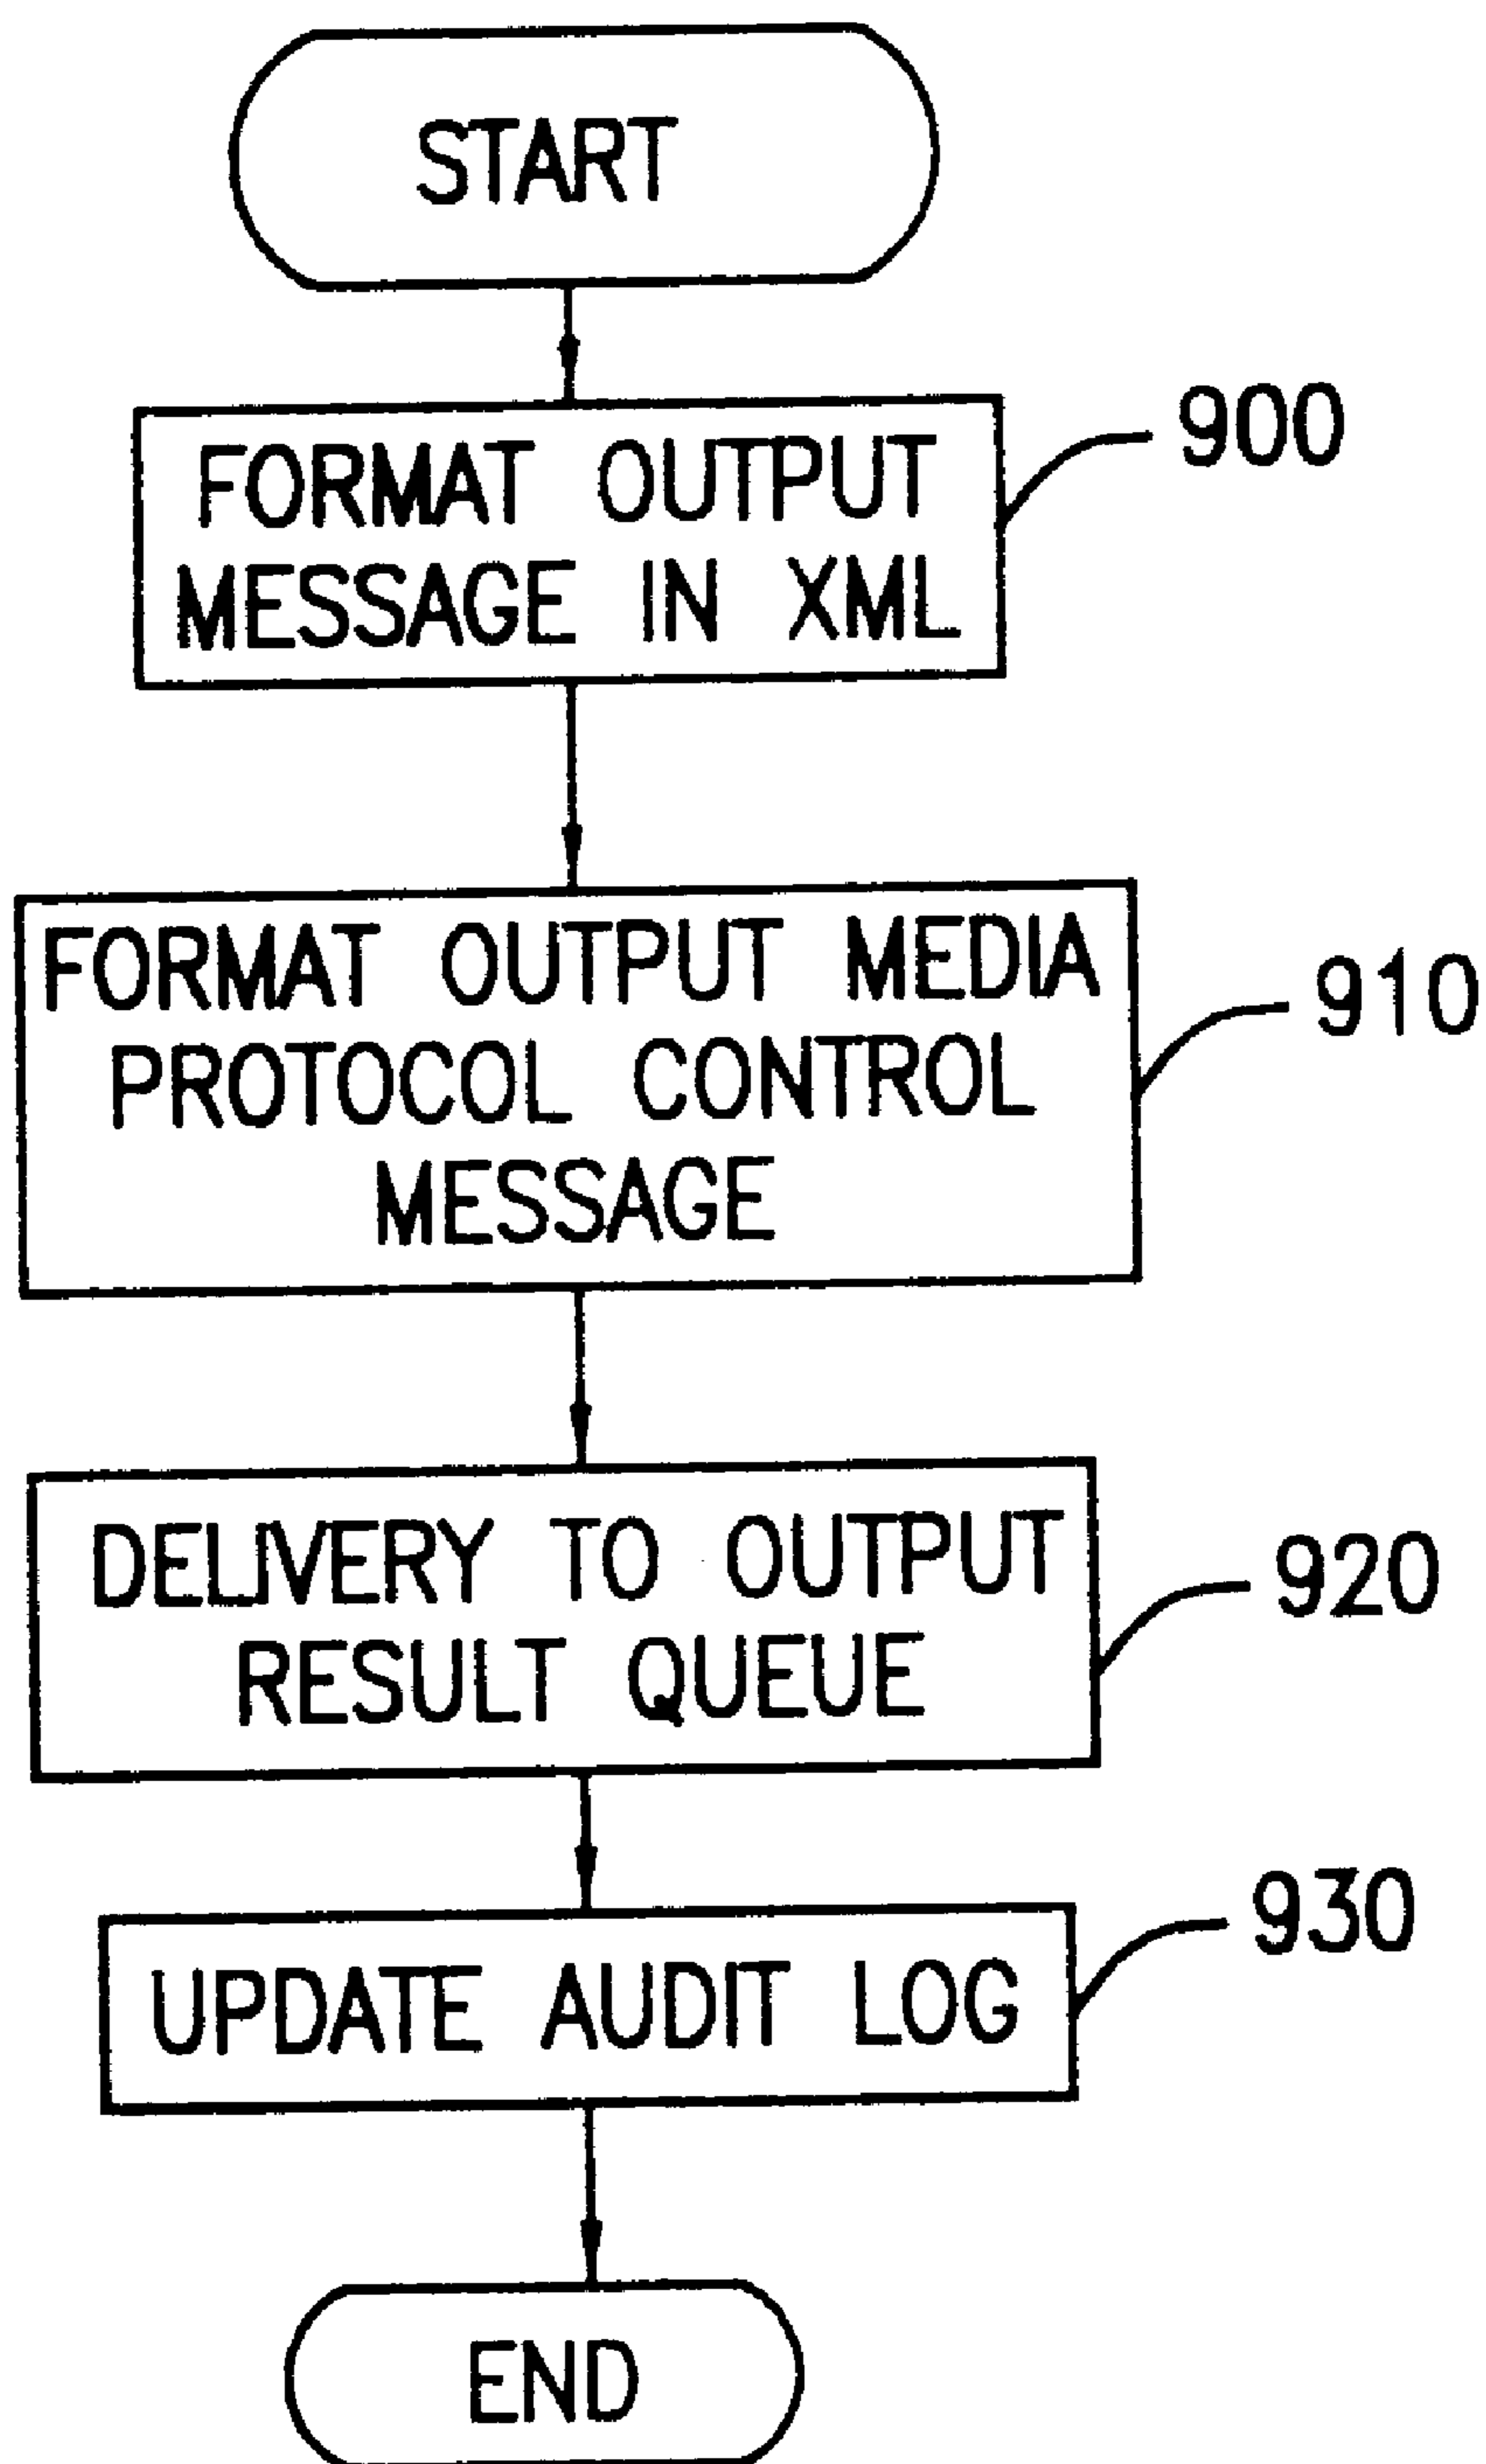 START
900
FORMAT OUTPUT
MESSAGE IN XML
910
FORMAT OUTPUT MEDIA
PROTOCOL CONTROL
MESSAGE
920
DELIVERY TO OUTPUT
RESULT QUEUE
930
UPDATE AUDIT LOG
END